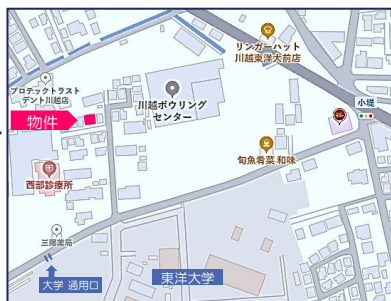 リンガーハット
川越東洋大前店
プロテックトラスト
デント川越店
川越ボウリング
センター
小堤
物件
旬魚肴菜 和味
西部診療所
三陽薬局
大学 通用口
東洋大学